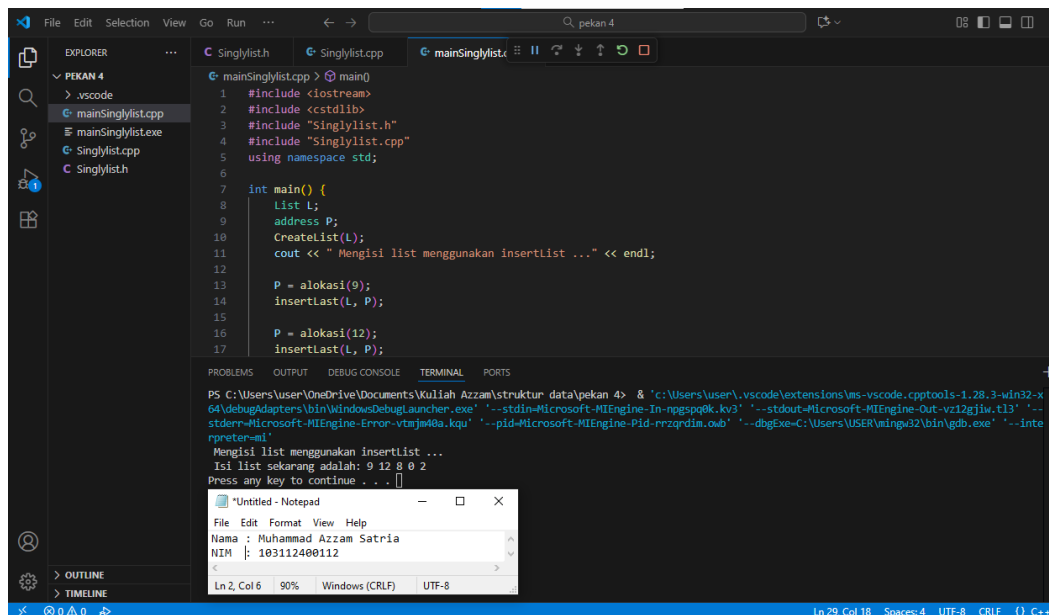 File Edit Selection View Go Run ... pekan 4
EXPLORER ...
PEKAN 4
.vscode
mainSinglylist.cpp
mainSinglylist.exe
Singlylist.cpp
Singlylist.h
1
OUTLINE
TIMELINE
Singlylist.h Singlylist.cpp mainSinglylist.c
mainSinglylist.cpp > main()
1 #include <iostream>
2 #include <cstdlib>
3 #include "Singlylist.h"
4 #include "Singlylist.cpp"
5 using namespace std;
6
7 int main() {
8 List L;
9 address P;
10 CreateList(L);
11 cout << " Mengisi list menggunakan insertList ..." << endl;
12
13 P = alokasi(9);
14 insertLast(L, P);
15
16 P = alokasi(12);
17 insertLast(L, P);
PROBLEMS OUTPUT DEBUG CONSOLE TERMINAL PORTS
PS C:\Users\user\OneDrive\Documents\Kuliah Azzam\struktur data\pekan 4> & 'c:\Users\user\.vscode\extensions\ms-vscode.cpptools-1.28.3-win32-x
64\debugAdapters\bin\WindowsDebugLauncher.exe' '--stdin=Microsoft-MIEngine-In-npgspq0k.kv3' '--stdout=Microsoft-MIEngine-Out-vz12gjiw.tl3' '--
stderr=Microsoft-MIEngine-Error-vtmjm40a.kqu' '--pid=Microsoft-MIEngine-Pid-rrzqrdim.owb' '--dbgExe=C:\Users\USER\mingw32\bin\gdb.exe' '--inte
rpreter=mi'
Mengisi list menggunakan insertList ...
Isi list sekarang adalah: 9 12 8 0 2
Press any key to continue . . .
*Untitled - Notepad
File Edit Format View Help
Nama : Muhammad Azzam Satria
NIM : 103112400112
Ln 2, Col 6 90% Windows (CRLF) UTF-8
0 0 Ln 29, Col 18 Spaces: 4 UTF-8 CRLF {} C++